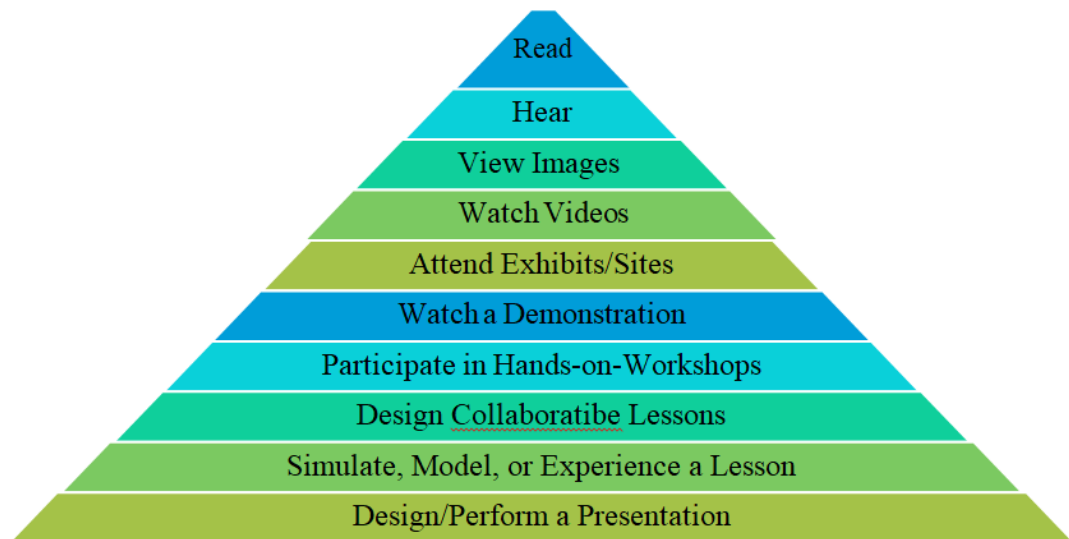 Read
Hear
View Images
Watch Videos
Attend Exhibits/Sites
Watch a Demonstration
Participate in Hands-on-Workshops
Design Collaboratibe Lessons
Simulate, Model, or Experience a Lesson
Design/Perform a Presentation